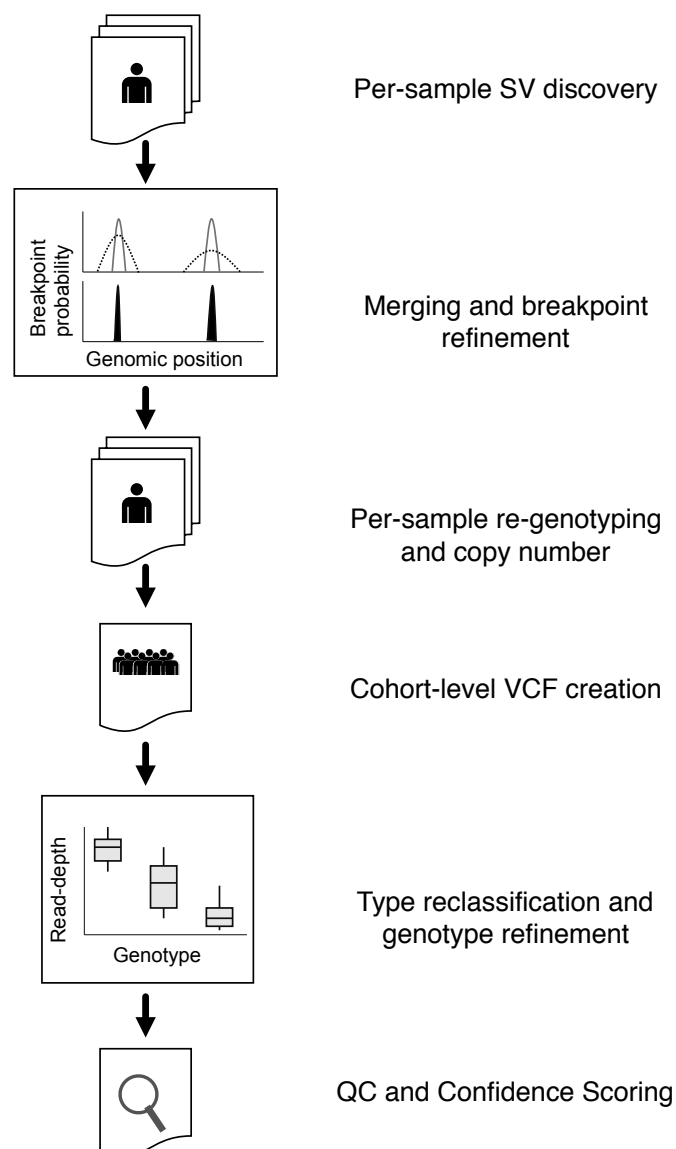 Per-sample SV discovery
Breakpoint
probability
Genomic position
Merging and breakpoint
refinement
Per-sample re-genotyping
and copy number
Cohort-level VCF creation
Read-depth
Genotype
Type reclassification and
genotype refinement
QC and Confidence Scoring